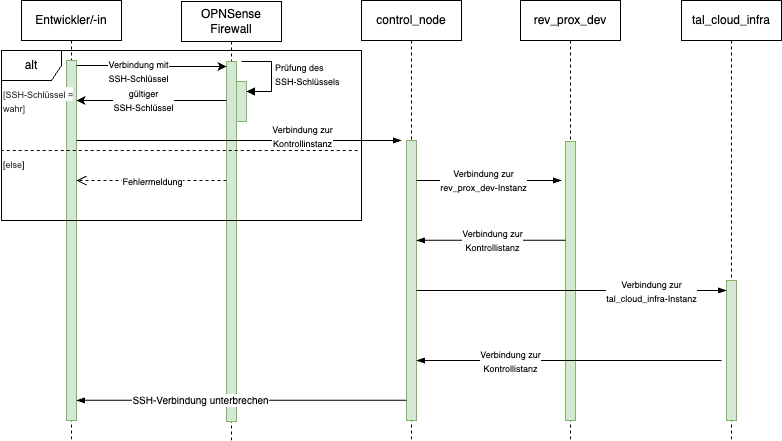 Entwickler/-in
OPNSense
Firewall
control_node
rev_prox_dev
tal_cloud_infra
alt
Verbindung mit
SSH-Schlüssel
Prüfung des
SSH-Schlüssels
[SSH-Schlüssel =
wahr]
gültiger
SSH-Schlüssel
Verbindung zur
Kontrollinstanz
[else]
Fehlermeldung
Verbindung zur
rev_prox_dev-Instanz
Verbindung zur
Kontrollistanz
Verbindung zur
tal_cloud_infra-Instanz
Verbindung zur
Kontrollistanz
SSH-Verbindung unterbrechen